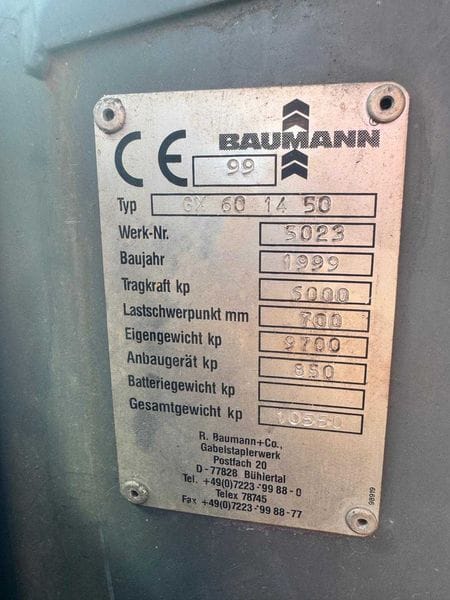 CE
99
BAUMANN
Typ GX 60 14 50
Werk-Nr. 5023
Baujahr 1999
Tragkraft kp 6000
Lastschwerpunkt mm 700
Eigengewicht kp 9700
Anbaugerät kp 850
Batteriegewicht kp
Gesamtgewicht kp 10550
R. Baumann+Co.,
Gabelstaplerwerk
Postfach 20
D-77828 Bühlertal
Tel. +49(0)7223-99 88-0
Telex 78745
Fax +49(0)7223-99 88-77
98619